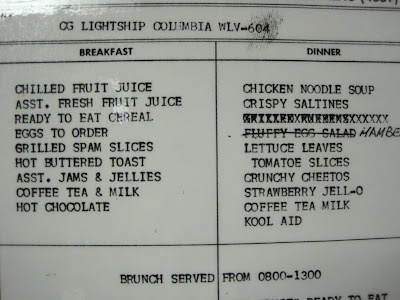 CG LIGHTSHIP COLUMBIA WLV-604
BREAKFAST
CHILLED FRUIT JUICE
ASST. FRESH FRUIT JUICE
READY TO EAT CEREAL
EGGS TO ORDER
GRILLED SPAM SLICES
HOT BUTTERED TOAST
ASST. JAMS & JELLIES
COFFEE TEA & MILK
HOT CHOCOLATE
DINNER
CHICKEN NOODLE SOUP
CRISPY SALTINES
FLUFFY EGG SALAD HAMBE
LETTUCE LEAVES
TOMATOE SLICES
CRUNCHY CHEETOS
STRAWBERRY JELL-O
COFFEE TEA MILK
KOOL AID
BRUNCH SERVED FROM 0800-1300
READY TO EAT